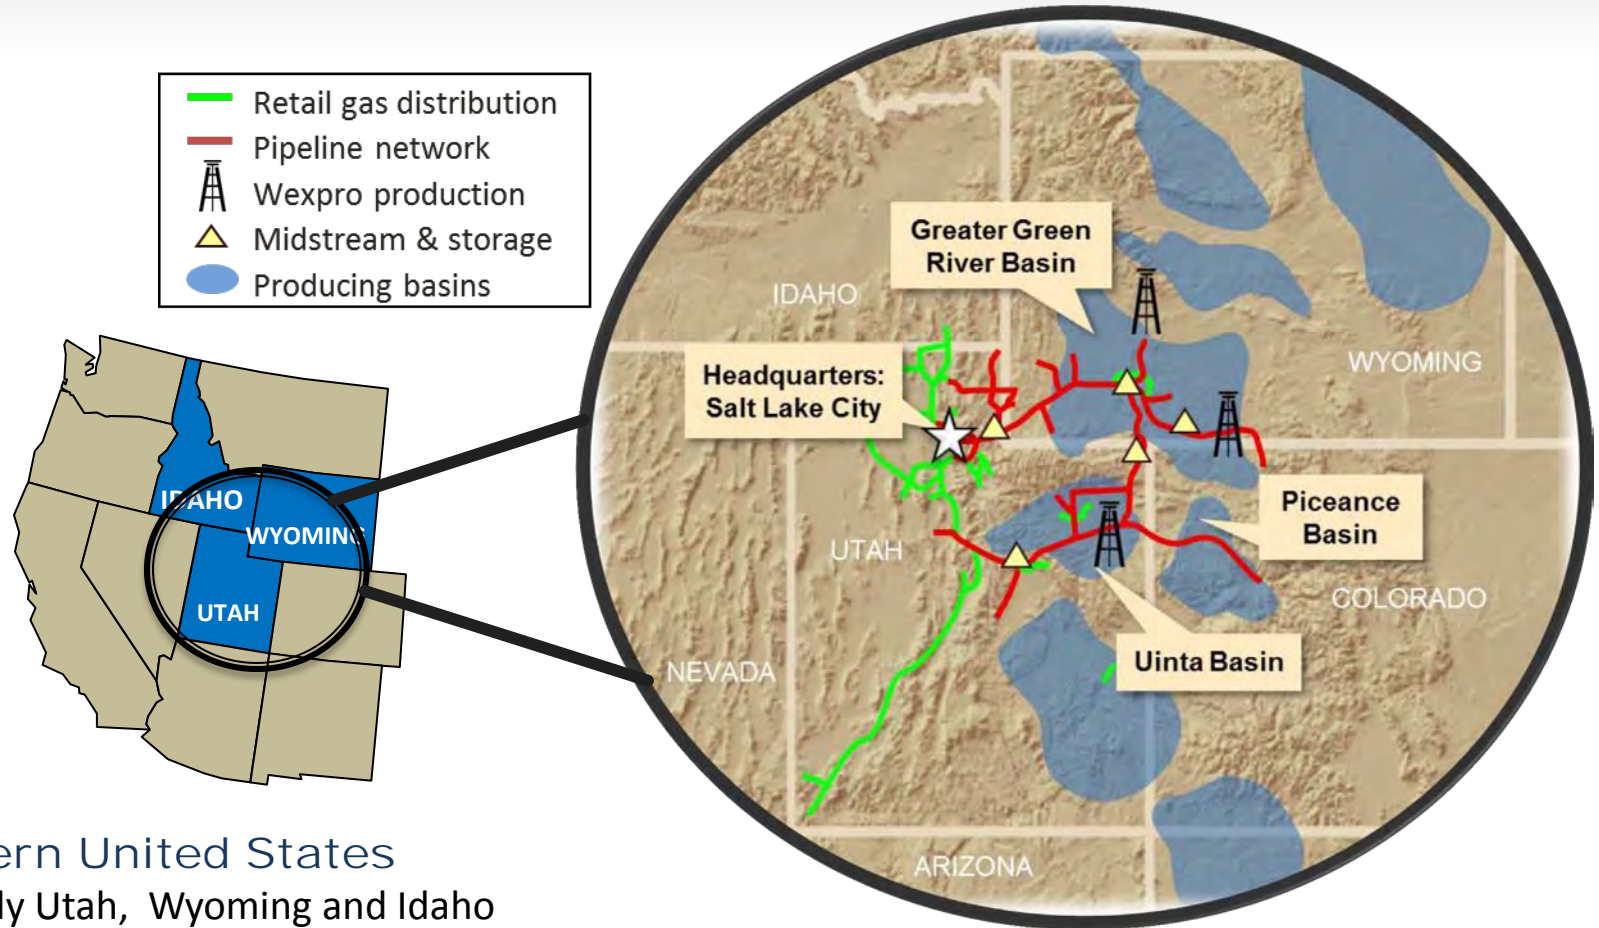 Retail gas distribution
Pipeline network
Wexpro production
Midstream & storage
Producing basins
IDAHO
WYOMING
UTAH
Greater Green
River Basin
IDAHO
WYOMING
Headquarters:
Salt Lake City
Piceance
Basin
UTAH
COLORADO
Uinta Basin
NEVADA
ARIZONA
ern United States
ly Utah, Wyoming and Idaho